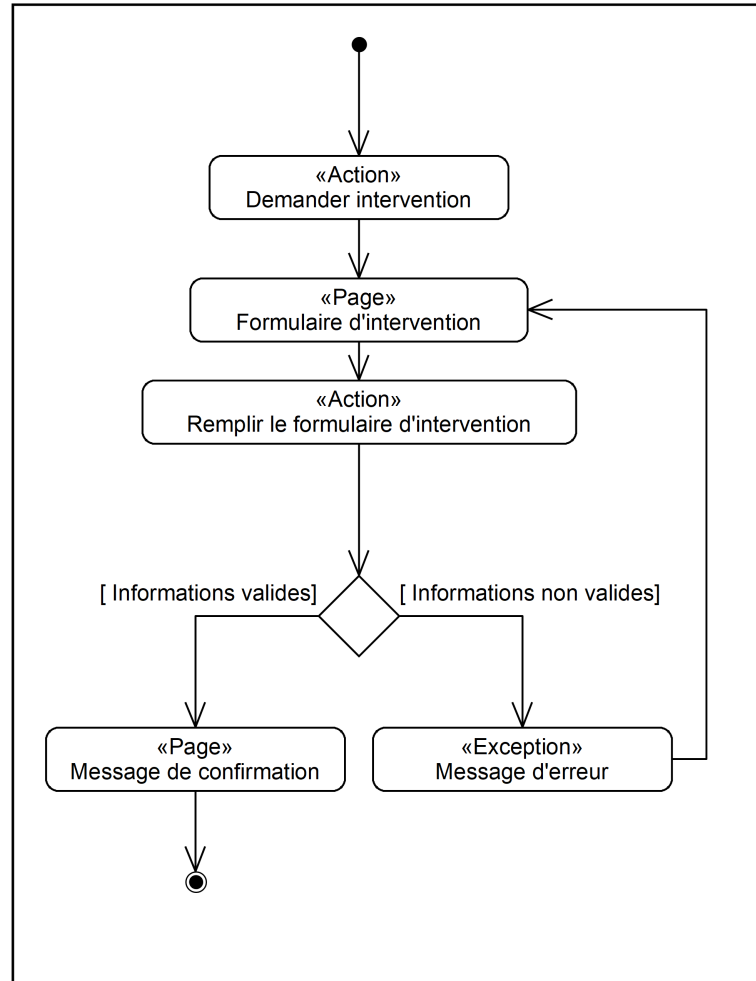 «Action»
Demander intervention
«Page»
Formulaire d'intervention
«Action»
Remplir le formulaire d'intervention
[ Informations valides]
[ Informations non valides]
«Page»
Message de confirmation
«Exception»
Message d'erreur